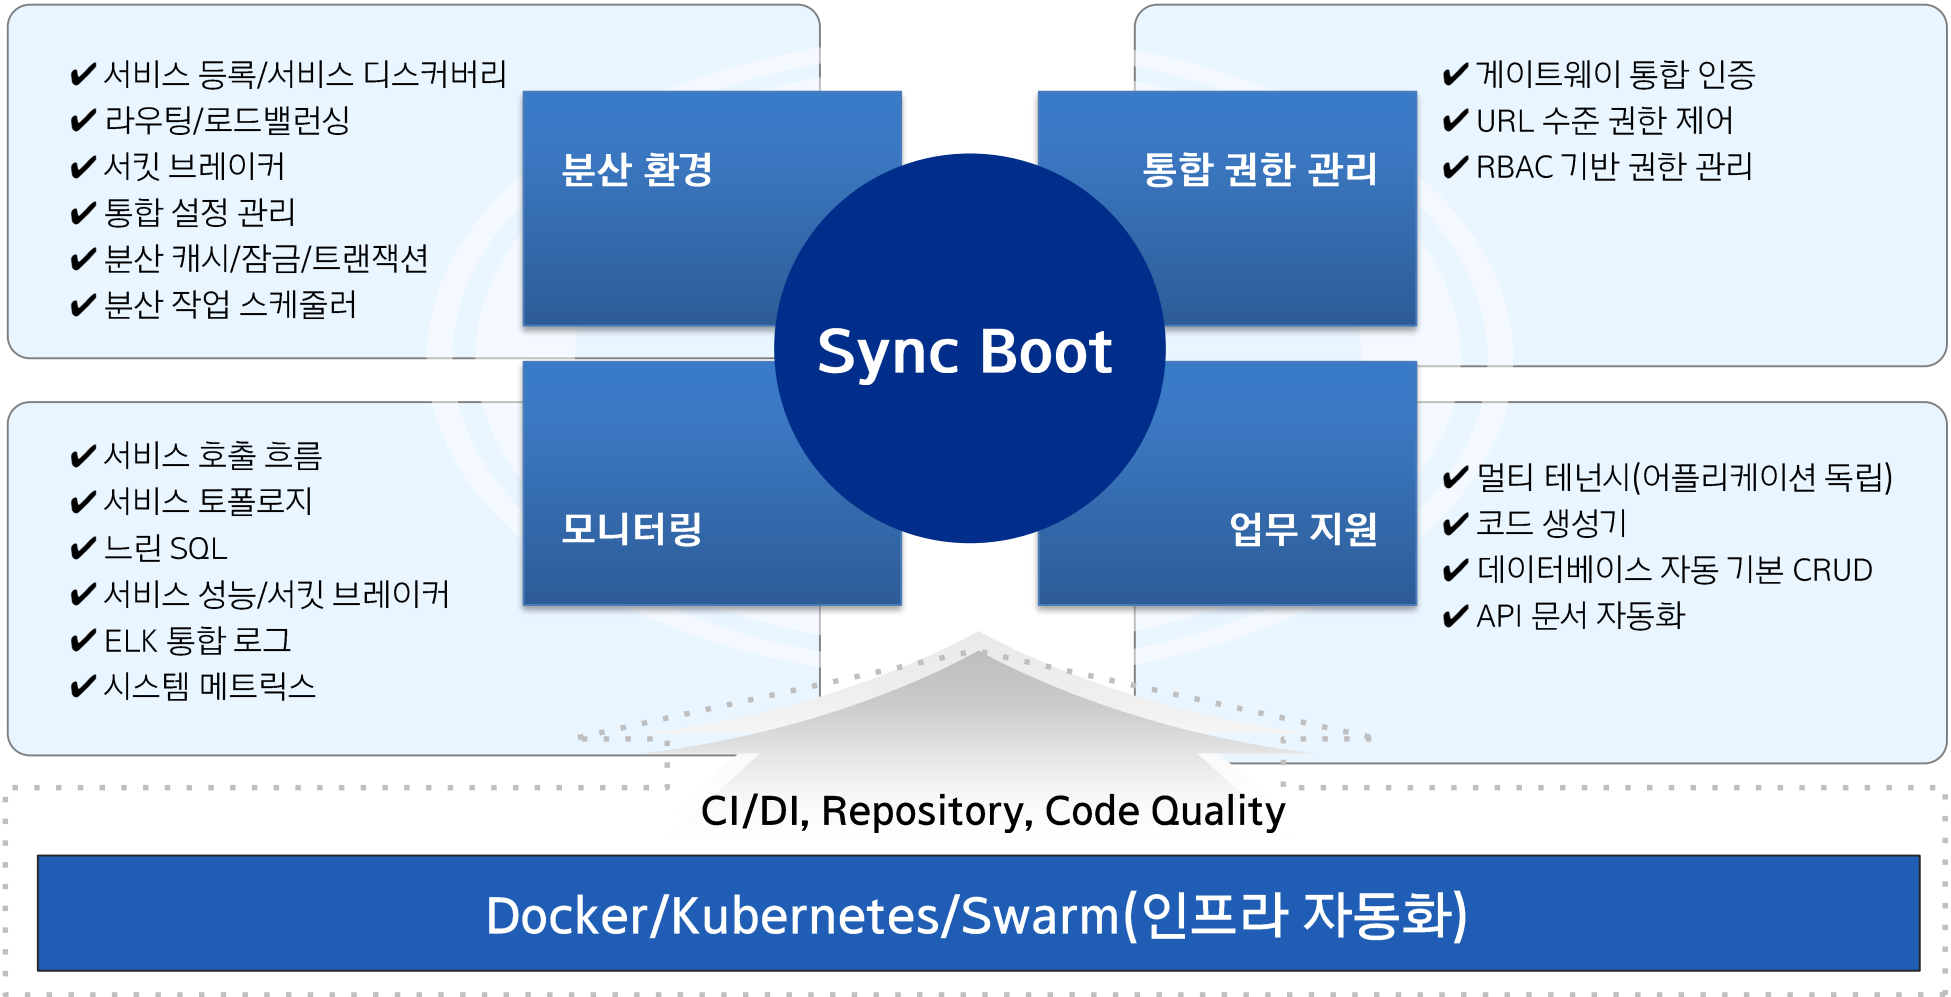 ✔ 서비스 등록/서비스 디스커버리
✔ 라우팅/로드밸런싱
✔ 서킷 브레이커
✔ 통합 설정 관리
✔ 분산 캐시/잠금/트랜잭션
✔ 분산 작업 스케줄러
분산 환경
통합 권한 관리
✔ 게이트웨이 통합 인증
✔ URL 수준 권한 제어
✔ RBAC 기반 권한 관리
Sync Boot
✔ 서비스 호출 흐름
✔ 서비스 토폴로지
✔ 느린 SQL
✔ 서비스 성능/서킷 브레이커
✔ ELK 통합 로그
✔ 시스템 메트릭스
모니터링
업무 지원
✔ 멀티 테넌시(어플리케이션 독립)
✔ 코드 생성기
✔ 데이터베이스 자동 기본 CRUD
✔ API 문서 자동화
CI/DI, Repository, Code Quality
Docker/Kubernetes/Swarm(인프라 자동화)